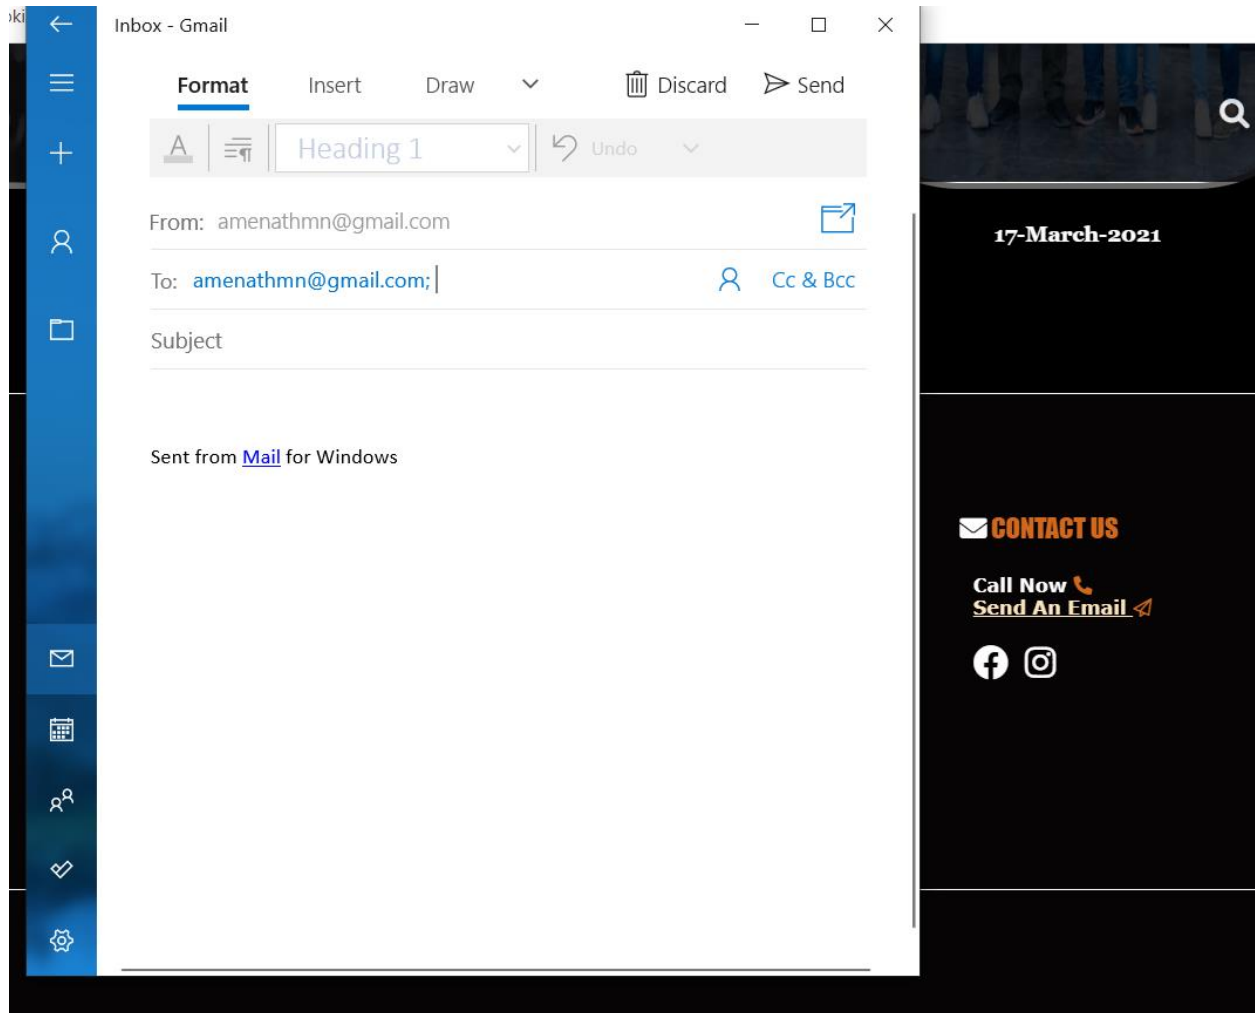 Inbox - Gmail
Format Insert Draw Discard Send
A Heading 1 Undo
From: amenathmn@gmail.com
To: amenathmn@gmail.com; Cc & Bcc
Subject
Sent from Mail for Windows
17-March-2021
CONTACT US
Call Now
Send An Email